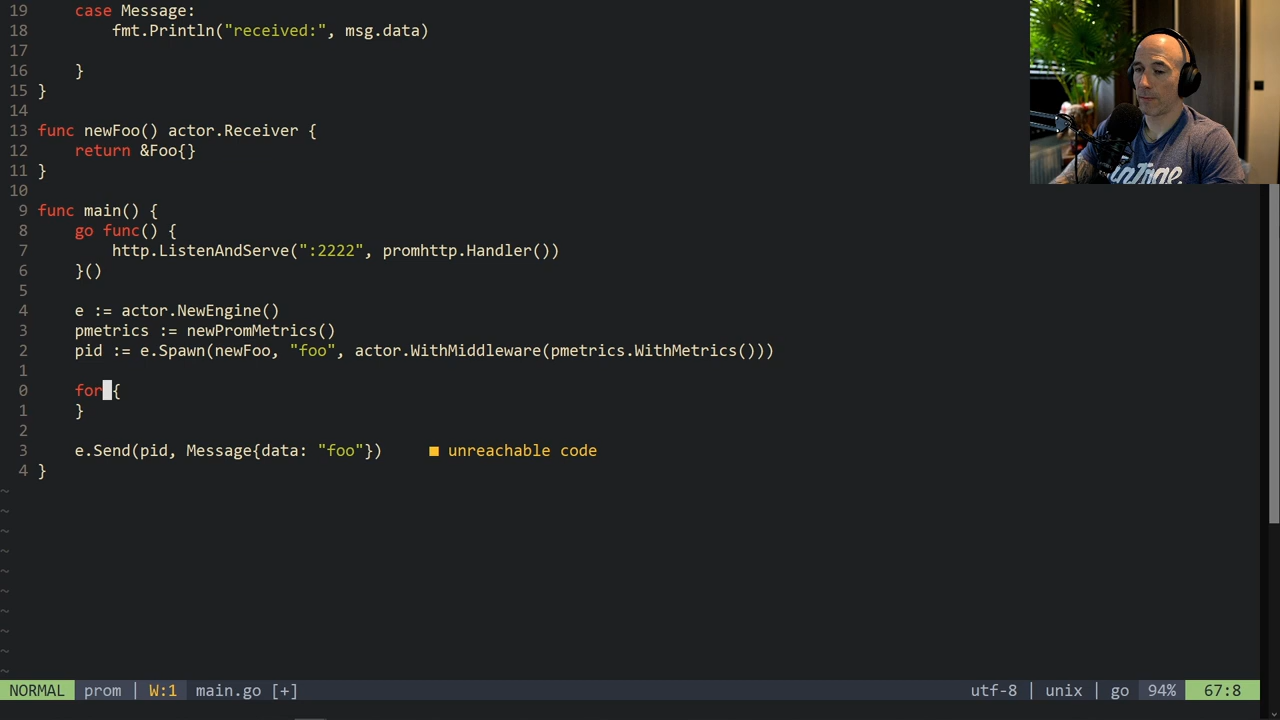 19 case Message:
18 fmt.Println("received:", msg.data)
17
16 }
15 }
14
13 func newFoo() actor.Receiver {
12 return &Foo{}
11 }
10
9 func main() {
8 go func() {
7 http.ListenAndServe(":2222", promhttp.Handler())
6 }()
5
4 e := actor.NewEngine()
3 pmetrics := newPromMetrics()
2 pid := e.Spawn(newFoo, "foo", actor.WithMiddleware(pmetrics.WithMetrics()))
1
0 for {
1 }
2
3 e.Send(pid, Message{data: "foo"}) ■ unreachable code
4 }
~
~
~
~
~
~
~
~
~
~
NORMAL prom | W:1 main.go [+] utf-8 | unix | go 94% 67:8